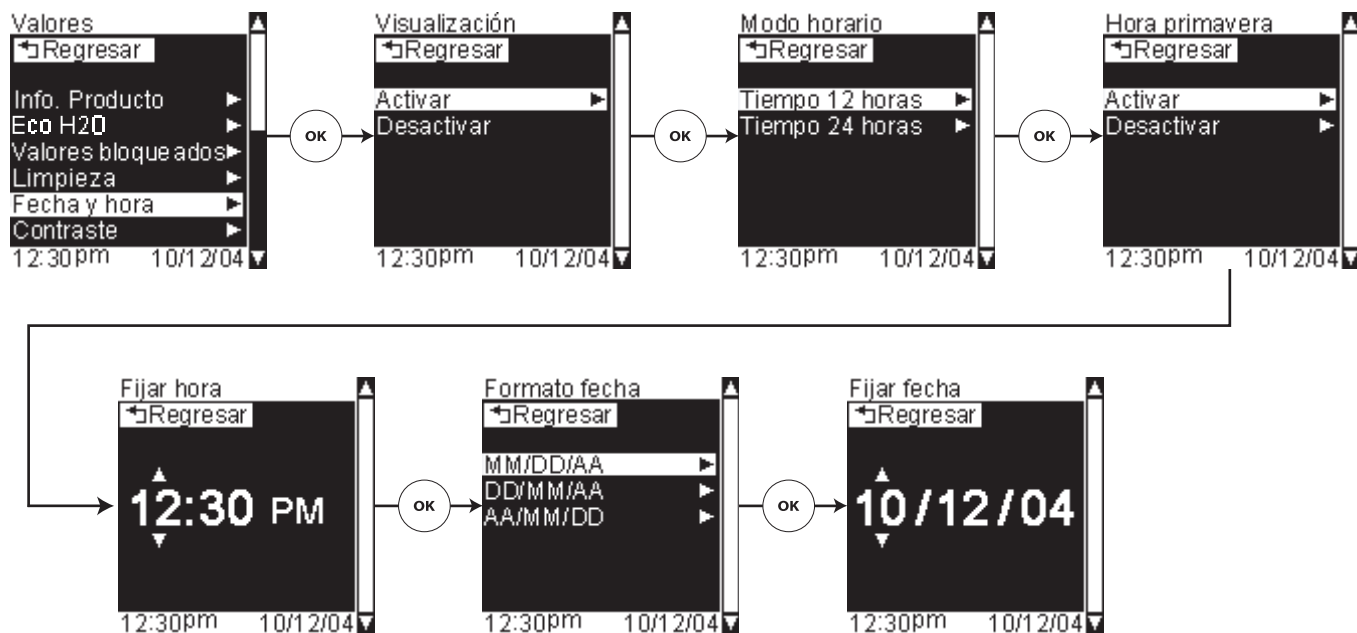 Valores
Regresar
Info. Producto
Eco H2O
Valores bloqueados
Limpieza
Fecha y hora
Contraste
12:30pm 10/12/04
OK
Visualización
Regresar
Activar
Desactivar
12:30pm 10/12/04
OK
Modo horario
Regresar
Tiempo 12 horas
Tiempo 24 horas
12:30pm 10/12/04
OK
Hora primavera
Regresar
Activar
Desactivar
12:30pm 10/12/04
Fijar hora
Regresar
12:30 PM
12:30pm 10/12/04
OK
Formato fecha
Regresar
MM/DD/AA
DD/MM/AA
AA/MM/DD
12:30pm 10/12/04
OK
Fijar fecha
Regresar
10/12/04
12:30pm 10/12/04